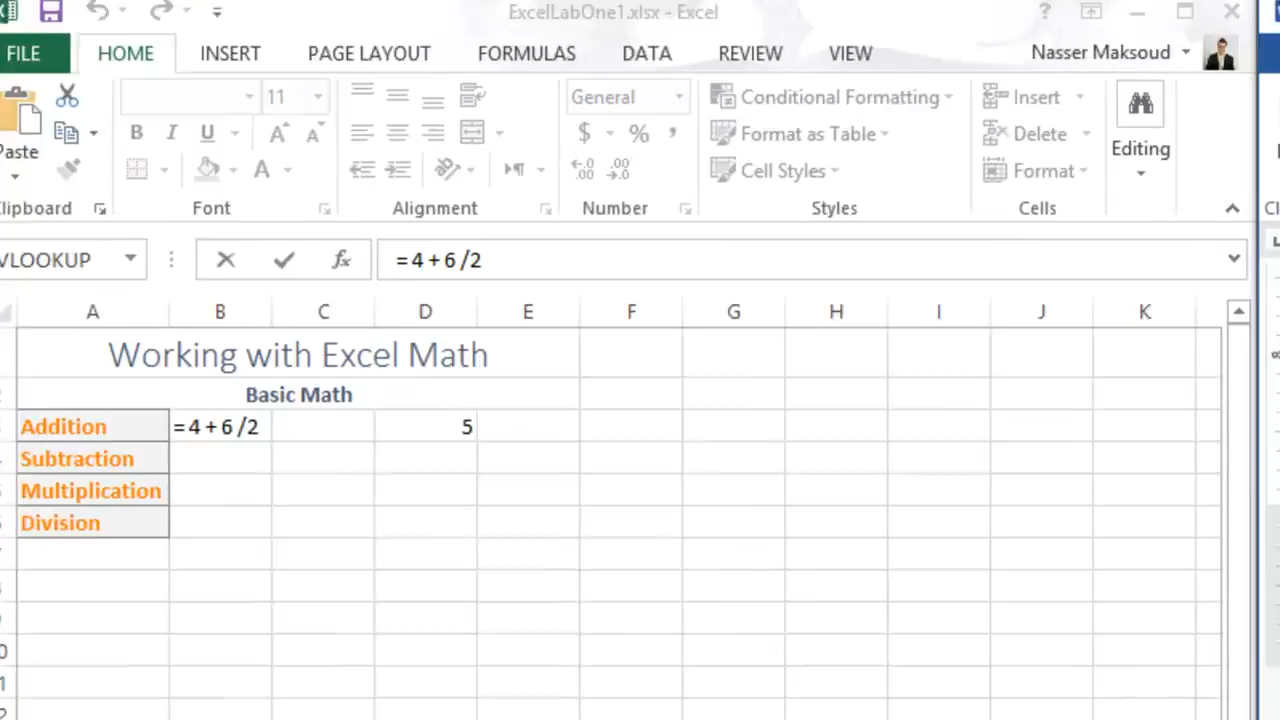 ExcelLabOne1.xlsx - Excel
?
FILE HOME INSERT PAGE LAYOUT FORMULAS DATA REVIEW VIEW Nasser Maksoud
11 General Conditional Formatting Insert
B I U A A $ % , Format as Table Delete
Paste A Cell Styles Format Editing
Clipboard Font Alignment Number Styles Cells
VLOOKUP fx =4+6/2
A B C D E F G H I J K
Working with Excel Math
Basic Math
Addition =4+6/2 5
Subtraction
Multiplication
Division